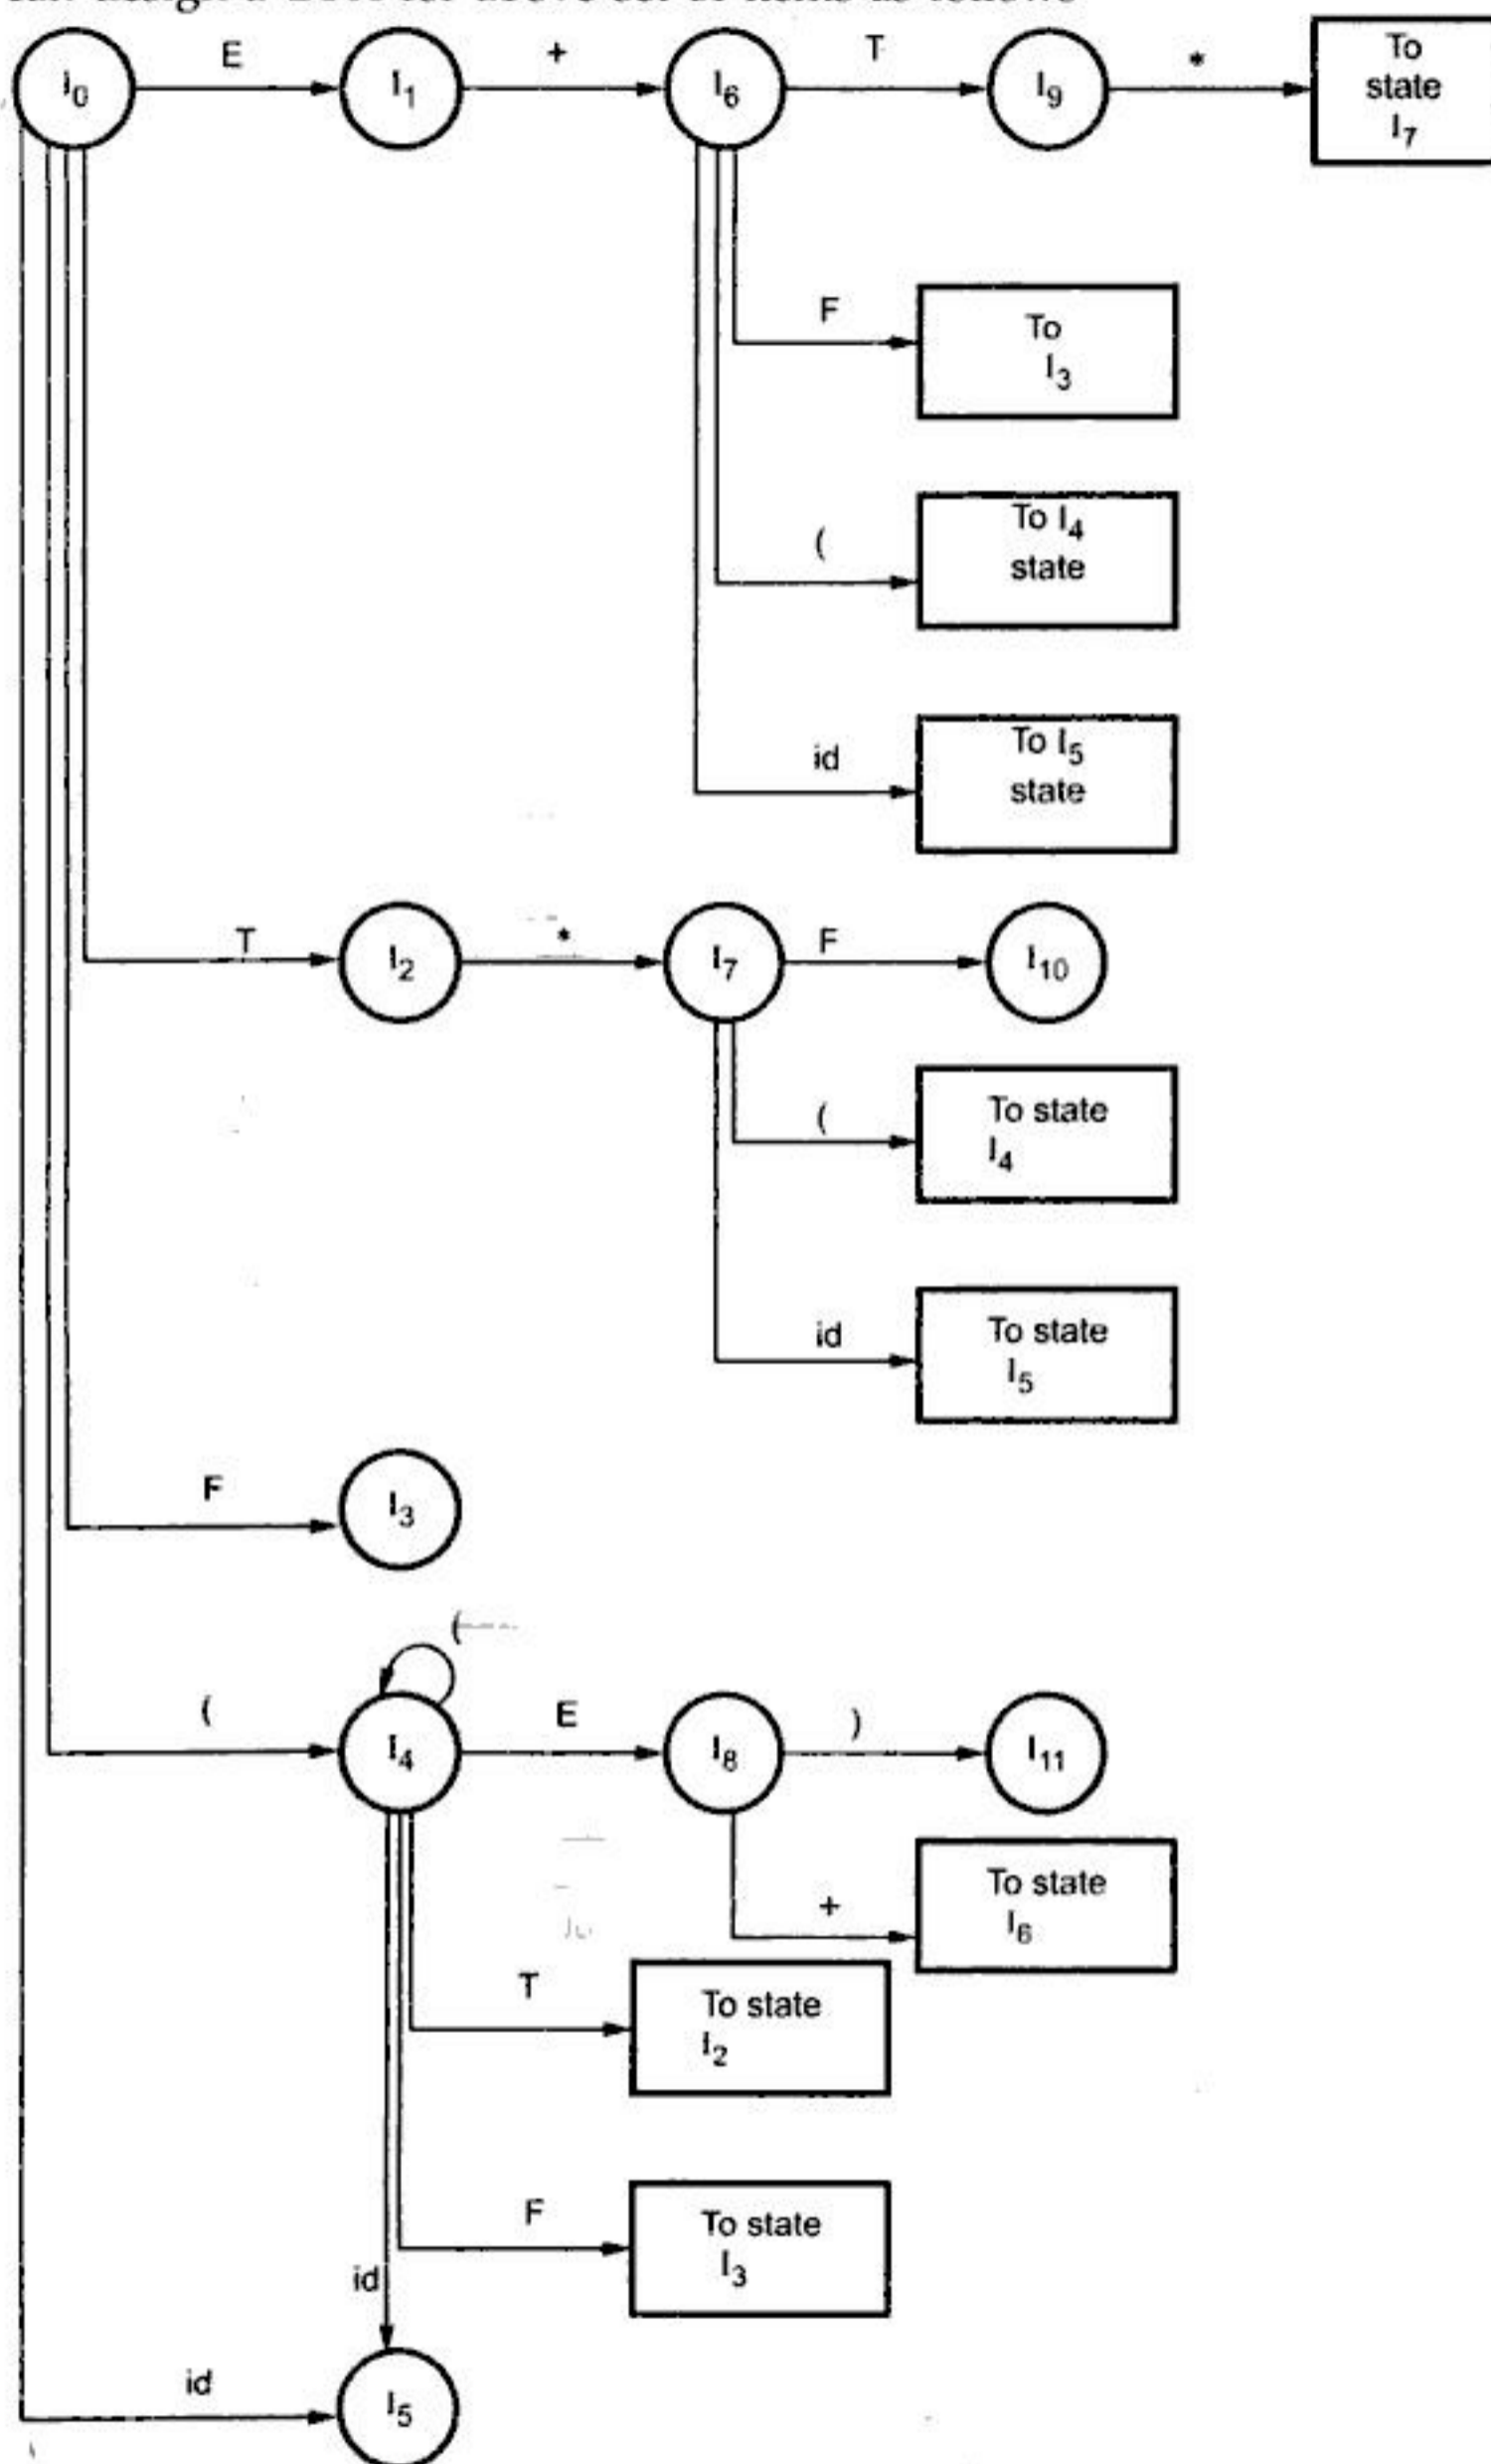 I0 E I1 + I6 T I9 * To
state
I7
F To
I3
( To I4
state
id To I5
state
T I2 * I7 F I10
( To state
I4
id To state
I5
F I3
(
( I4 E I8 ) I11
+ To state
I6
T To state
I2
F To state
I3
id
id I5